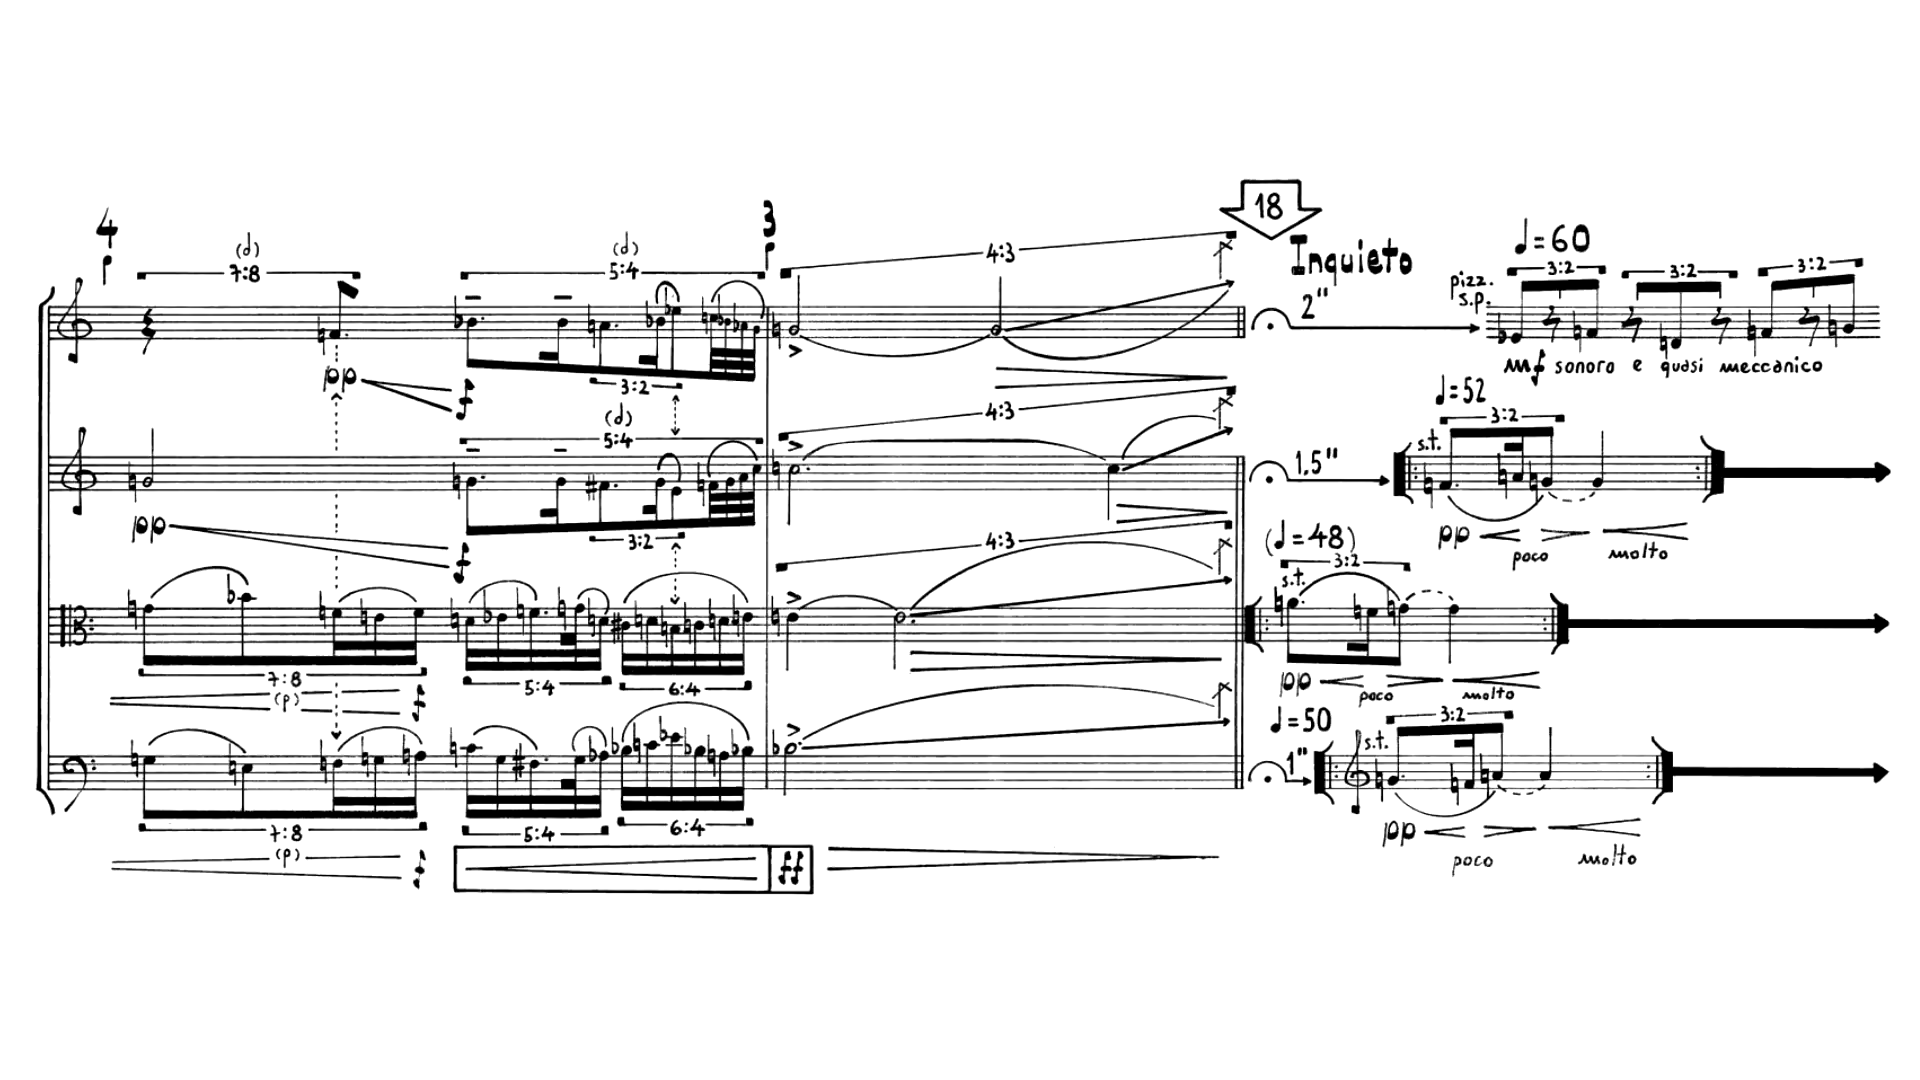 4 3 18
(d) (d) 4:3 Inquieto ♩=60
7:8 5:4 2" pizz. 3:2 3:2 3:2
s.p.
pp f 3:2 mf sonoro e quasi meccanico
(d) 4:3 ♩=52
5:4 3:2
1,5" s.t.
pp f 3:2 4:3 pp poco molto
(♩=48)
3:2
s.t.
7:8 5:4 6:4 pp poco molto
(p) f
♩=50 3:2
1" s.t.
7:8 5:4 6:4 pp poco molto
(p) f ff